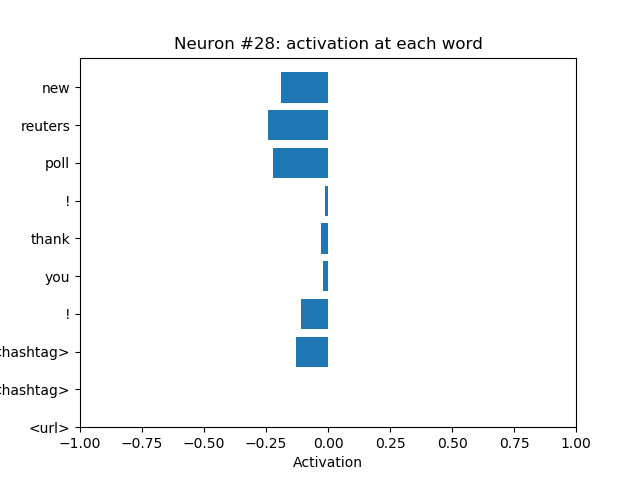 Neuron #28: activation at each word
new
reuters
poll
!
thank
you
!
hashtag>
hashtag>
<url>
−1.00 −0.75 −0.50 −0.25 0.00 0.25 0.50 0.75 1.00
Activation